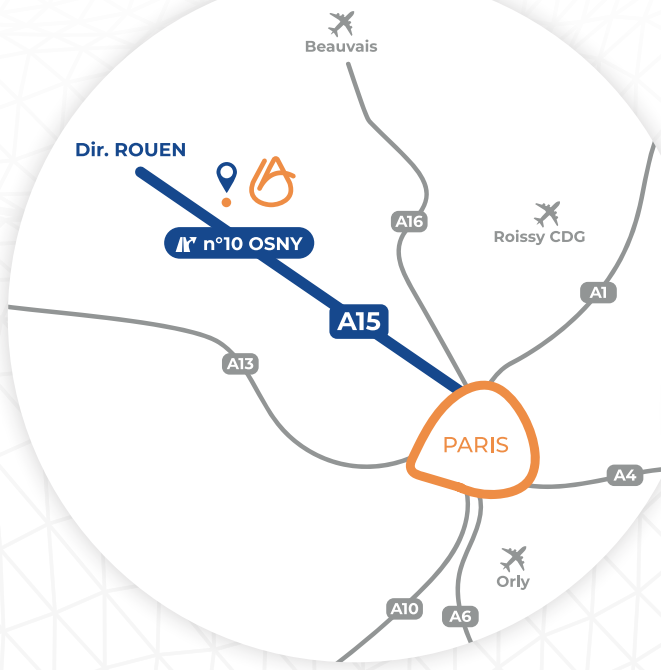 Beauvais
Dir. ROUEN
A16
Roissy CDG
n°10 OSNY
A1
A15
A13
PARIS
A4
Orly
A10
A6